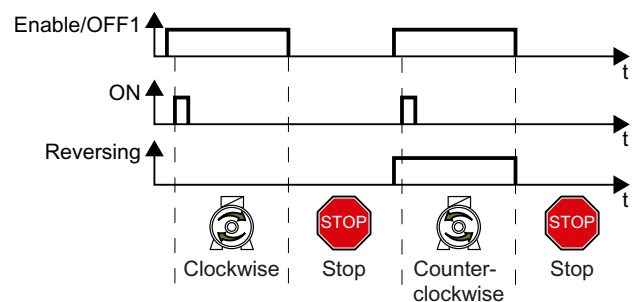 Enable/OFF1
t
ON
t
Reversing
t
STOP
STOP
Clockwise
Stop
Counter-
clockwise
Stop